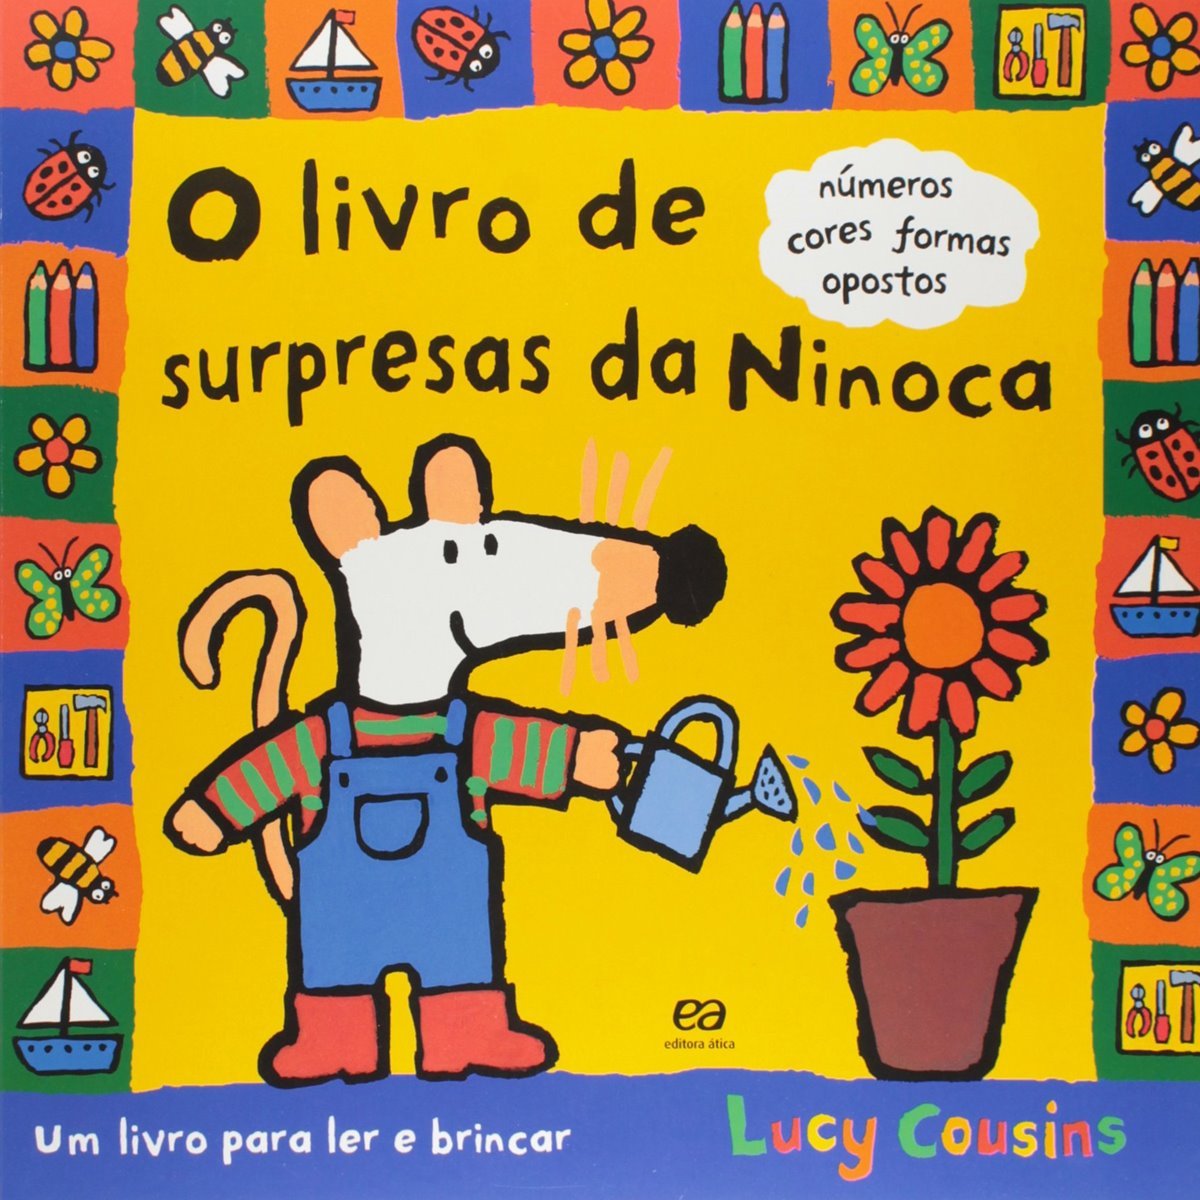 O livro de
surpresas da Ninoca
números
cores formas
opostos
ea
editora ática
Um livro para ler e brincar
Lucy Cousins